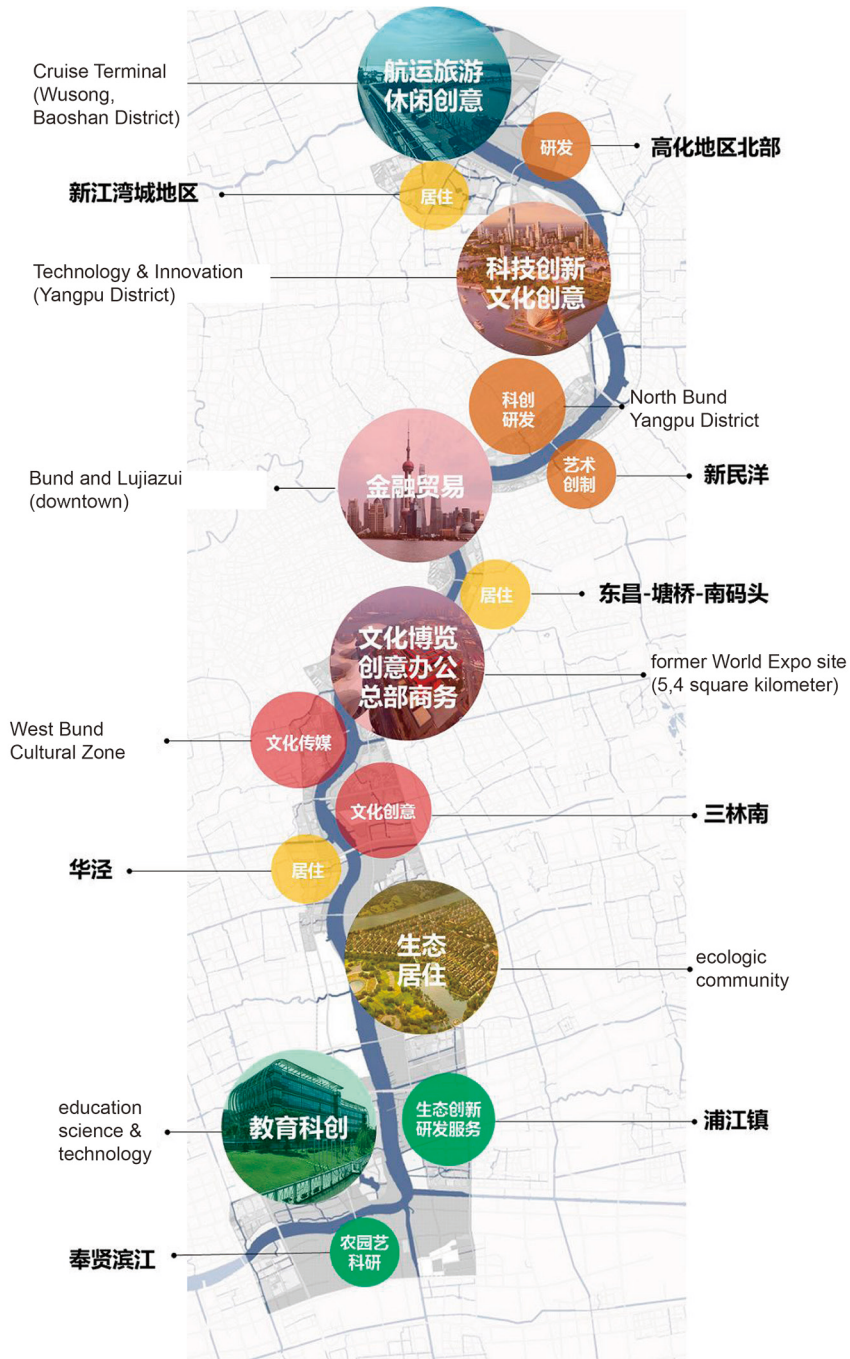 Cruise Terminal
(Wusong,
Baoshan District)
航运旅游
休闲创意
研发
高化地区北部
新江湾城地区
居住
Technology & Innovation
(Yangpu District)
科技创新
文化创意
科创
研发
North Bund
Yangpu District
Bund and Lujiazui
(downtown)
金融贸易
艺术
创制
新民洋
居住
东昌-塘桥-南码头
文化博览
创意办公
总部商务
former World Expo site
(5,4 square kilometer)
West Bund
Cultural Zone
文化传媒
文化创意
三林南
华泾
居住
生态
居住
ecologic
community
education
science &
technology
教育科创
生态创新
研发服务
浦江镇
奉贤滨江
农园艺
科研